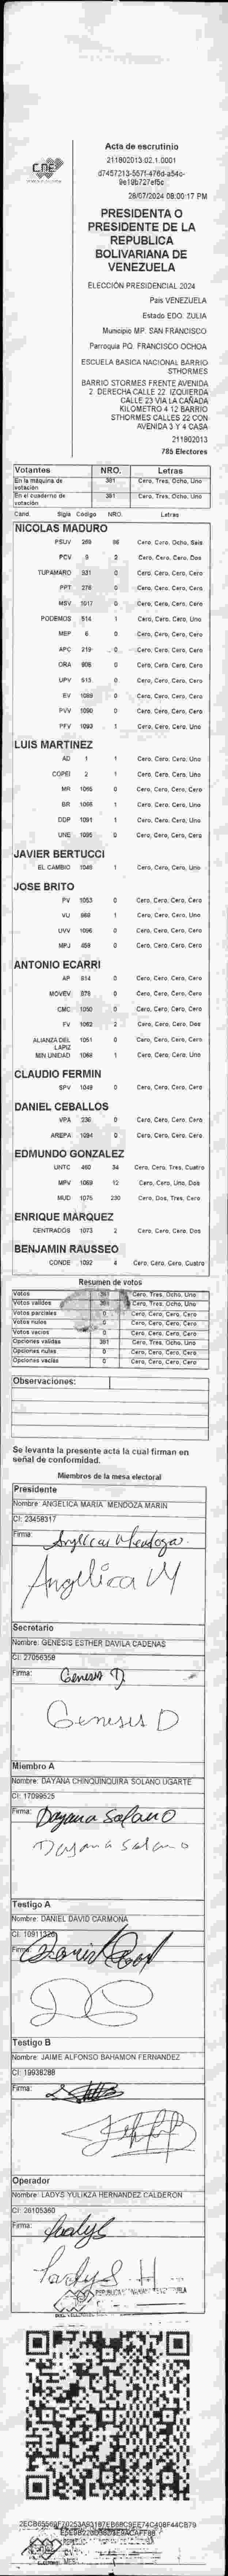 CNE
Acta de escrutinio
211802013.02.1.0001
d7457213-557f-476d-a54c-
9e19b727ef5c
28/07/2024 08:00:17 PM
PRESIDENTA O
PRESIDENTE DE LA
REPUBLICA
BOLIVARIANA DE
VENEZUELA
ELECCIÓN PRESIDENCIAL 2024
País VENEZUELA
Estado EDO. ZULIA
Municipio MP. SAN FRANCISCO
Parroquia PQ. FRANCISCO OCHOA
ESCUELA BASICA NACIONAL BARRIO
STHORMES
BARRIO STORMES FRENTE AVENIDA
2. DERECHA CALLE 22. IZQUIERDA
CALLE 23 VIA LA CAÑADA
KILOMETRO 4 12 BARRIO
STHORMES CALLES 22 CON
AVENIDA 3 Y 4 CASA
211802013
785 Electores
Votantes NRO. Letras
En la máquina de votación 391 Cero, Tres, Ocho, Uno
En el cuaderno de votación 391 Cero, Tres, Ocho, Uno
Cand. Sigla Codigo NRO. Letras
NICOLAS MADURO
PSUV 269 86 Cero, Cero, Ocho, Seis
PCV 9 2 Cero, Cero, Cero, Dos
TUPAMARO 331 0 Cero, Cero, Cero, Cero
PPT 276 0 Cero, Cero, Cero, Cero
MSV 1017 0 Cero, Cero, Cero, Cero
PODEMOS 514 1 Cero, Cero, Cero, Uno
MEP 6 0 Cero, Cero, Cero, Cero
APC 219 0 Cero, Cero, Cero, Cero
ORA 906 0 Cero, Cero, Cero, Cero
UPV 513 0 Cero, Cero, Cero, Cero
EV 1089 0 Cero, Cero, Cero, Cero
PVV 1090 0 Cero, Cero, Cero, Cero
PFV 1093 1 Cero, Cero, Cero, Uno
LUIS MARTINEZ
AD 1 1 Cero, Cero, Cero, Uno
COPEI 2 1 Cero, Cero, Cero, Uno
MR 1065 0 Cero, Cero, Cero, Cero
BR 1068 1 Cero, Cero, Cero, Uno
DDP 1091 1 Cero, Cero, Cero, Uno
UNE 1095 0 Cero, Cero, Cero, Cero
JAVIER BERTUCCI
EL CAMBIO 1046 1 Cero, Cero, Cero, Uno
JOSE BRITO
PV 1053 0 Cero, Cero, Cero, Cero
VU 868 1 Cero, Cero, Cero, Uno
UVV 1096 0 Cero, Cero, Cero, Cero
MPJ 459 0 Cero, Cero, Cero, Cero
ANTONIO ECARRI
AP 814 0 Cero, Cero, Cero, Cero
MOVEV 979 0 Cero, Cero, Cero, Cero
CMC 1050 0 Cero, Cero, Cero, Cero
FV 1062 2 Cero, Cero, Cero, Dos
ALIANZA DEL LAPIZ 1051 0 Cero, Cero, Cero, Cero
MIN UNIDAD 1064 1 Cero, Cero, Cero, Uno
CLAUDIO FERMIN
SPV 1049 0 Cero, Cero, Cero, Cero
DANIEL CEBALLOS
VPA 236 0 Cero, Cero, Cero, Cero
AREPA 1094 0 Cero, Cero, Cero, Cero
EDMUNDO GONZALEZ
UNTC 460 34 Cero, Cero, Tres, Cuatro
MPV 1069 12 Cero, Cero, Uno, Dos
MUD 1075 230 Cero, Dos, Tres, Cero
ENRIQUE MARQUEZ
CENTRADOS 1073 2 Cero, Cero, Cero, Dos
BENJAMIN RAUSSEO
CONDE 1092 4 Cero, Cero, Cero, Cuatro
Resumen de votos
Votos Cero, Tres, Ocho, Uno
Votos validos Cero, Tres, Ocho, Uno
Votos parciales 0 Cero, Cero, Cero, Cero
Votos nulos 0 Cero, Cero, Cero, Cero
Votos vacios 0 Cero, Cero, Cero, Cero
Opciones validas 381 Cero, Tres, Ocho, Uno
Opciones nulas 0 Cero, Cero, Cero, Cero
Opciones vacias 0 Cero, Cero, Cero, Cero
Observaciones:
Se levanta la presente acta la cual firman en
señal de conformidad.
Miembros de la mesa electoral
Presidente
Nombre: ANGELICA MARIA MENDOZA MARIN
CI: 23458317
Firma: Angélica Mendoza
Angélica M
Secretario
Nombre: GENESIS ESTHER DAVILA CADENAS
CI: 27056358
Firma: Genesis D.
Genesis D
Miembro A
Nombre: DAYANA CHINQUINQUIRA SOLANO UGARTE
CI: 17099525
Firma: Dayana Solano
Dayana Solano
Testigo A
Nombre: DANIEL DAVID CARMONA
CI: 10911320
Firma:
Testigo B
Nombre: JAIME ALFONSO BAHAMON FERNANDEZ
CI: 19938288
Firma:
Operador
Nombre: LADYS YULIKZA HERNANDEZ CALDERON
CI: 26105360
Firma: Ladys
Ladys H